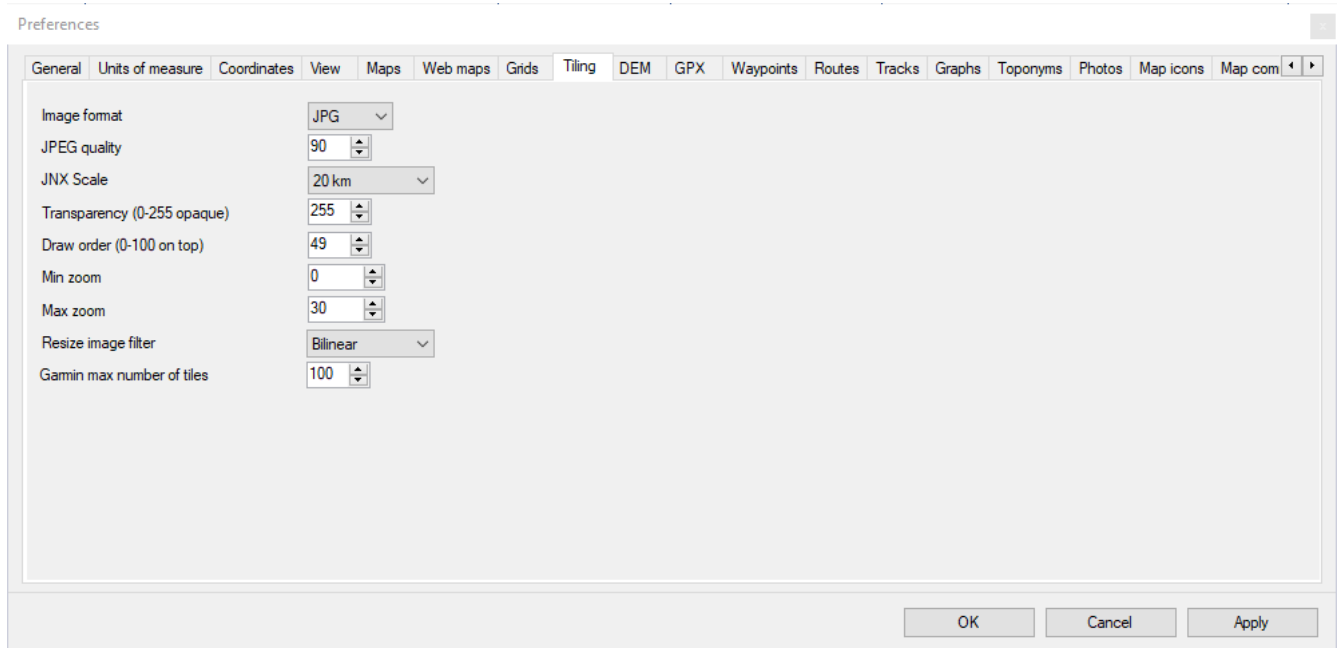 Preferences
General Units of measure Coordinates View Maps Web maps Grids Tiling DEM GPX Waypoints Routes Tracks Graphs Toponyms Photos Map icons Map com
Image format JPG
JPEG quality 90
JNX Scale 20 km
Transparency (0-255 opaque) 255
Draw order (0-100 on top) 49
Min zoom 0
Max zoom 30
Resize image filter Bilinear
Garmin max number of tiles 100
OK Cancel Apply